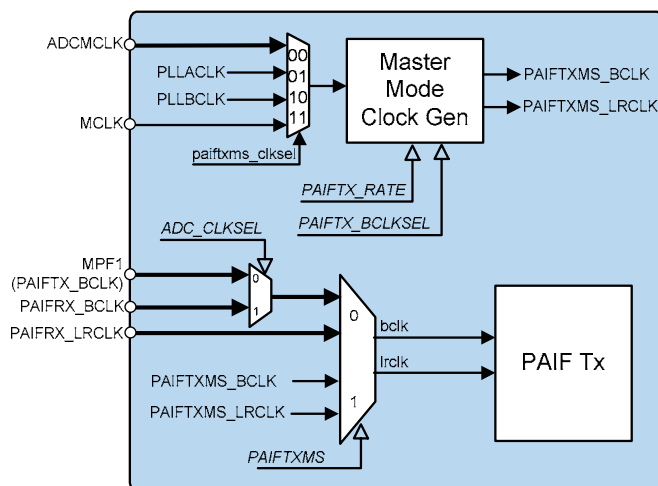 ADCMCLK
PLLACLK
PLLBCLK
MCLK
00
01
10
11
paiftxms_clksel
Master
Mode
Clock Gen
PAIFTXMS_BCLK
PAIFTXMS_LRCLK
PAIFTX_RATE
PAIFTX_BCLKSEL
ADC_CLKSEL
MPF1
(PAIFTX_BCLK)
PAIFRX_BCLK
PAIFRX_LRCLK
0
1
PAIFTXMS_BCLK
PAIFTXMS_LRCLK
0
1
bclk
lrclk
PAIF Tx
PAIFTXMS